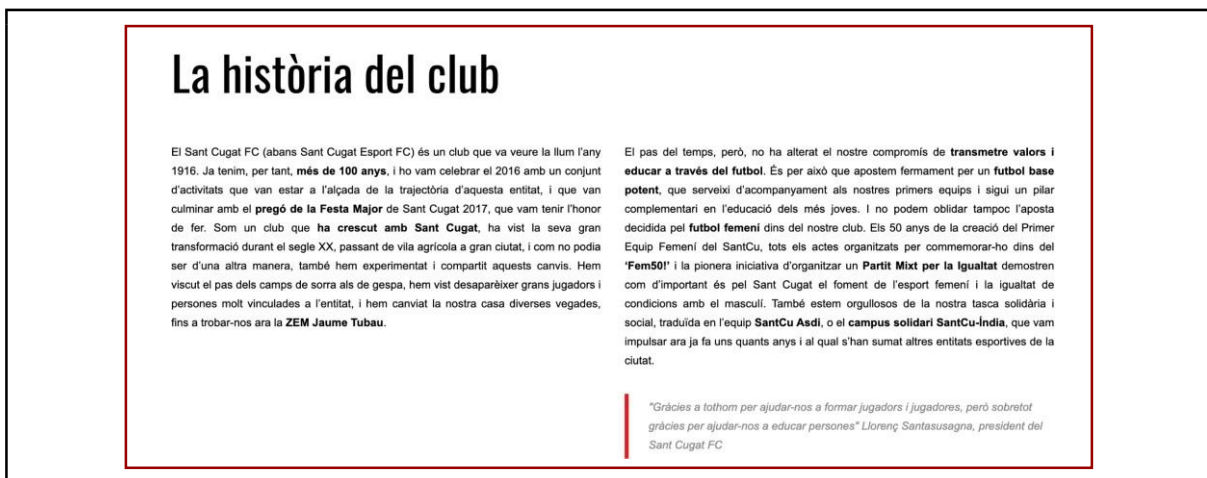 La història del club
El Sant Cugat FC (abans Sant Cugat Esport FC) és un club que va veure la llum l'any
1916. Ja tenim, per tant, més de 100 anys, i ho vam celebrar el 2016 amb un conjunt
d'activitats que van estar a l'alçada de la trajectòria d'aquesta entitat, i que van
culminar amb el pregó de la Festa Major de Sant Cugat 2017, que vam tenir l'honor
de fer. Som un club que ha crescut amb Sant Cugat, ha vist la seva gran
transformació durant el segle XX, passant de vila agrícola a gran ciutat, i com no podia
ser d'una altra manera, també hem experimentat i compartit aquests canvis. Hem
viscut el pas dels camps de sorra als de gespa, hem vist desaparèixer grans jugadors i
persones molt vinculades a l'entitat, i hem canviat la nostra casa diverses vegades,
fins a trobar-nos ara la ZEM Jaume Tubau.
El pas del temps, però, no ha alterat el nostre compromís de transmetre valors i
educar a través del futbol. És per això que apostem fermament per un futbol base
potent, que serveixi d'acompanyament als nostres primers equips i sigui un pilar
complementari en l'educació dels més joves. I no podem oblidar tampoc l'aposta
decidida pel futbol femení dins del nostre club. Els 50 anys de la creació del Primer
Equip Femení del SantCu, tots els actes organitzats per commemorar-ho dins del
'Fem50!' i la pionera iniciativa d'organitzar un Partit Mixt per la Igualtat demostren
com d'important és pel Sant Cugat el foment de l'esport femení i la igualtat de
condicions amb el masculí. També estem orgullosos de la nostra tasca solidària i
social, traduïda en l'equip SantCu Asdi, o el campus solidari SantCu-Índia, que vam
impulsar ara ja fa uns quants anys i al qual s'han sumat altres entitats esportives de la
ciutat.
"Gràcies a tothom per ajudar-nos a formar jugadors i jugadores, però sobretot
gràcies per ajudar-nos a educar persones" Llorenç Santasusagna, president del
Sant Cugat FC